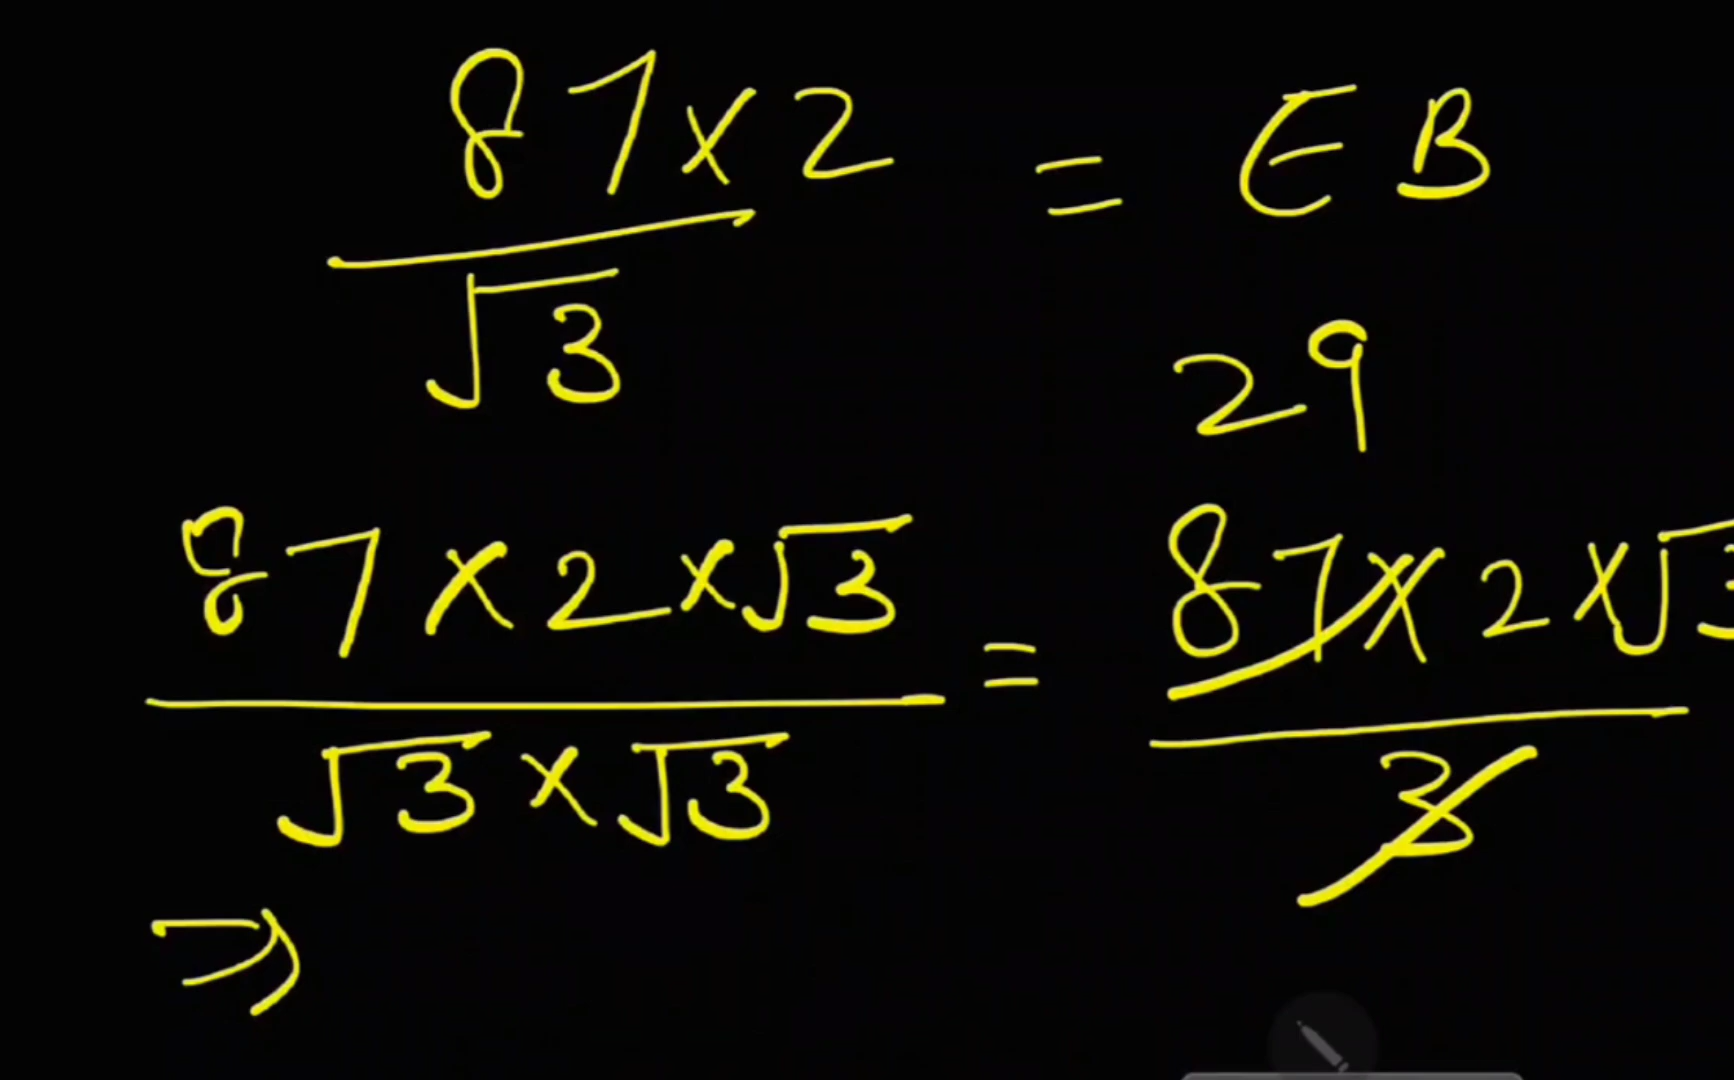 87 × 2 / √3 = EB
29
87 × 2 × √3 / √3 × √3 = 87 × 2 × √3 / 3
⇒